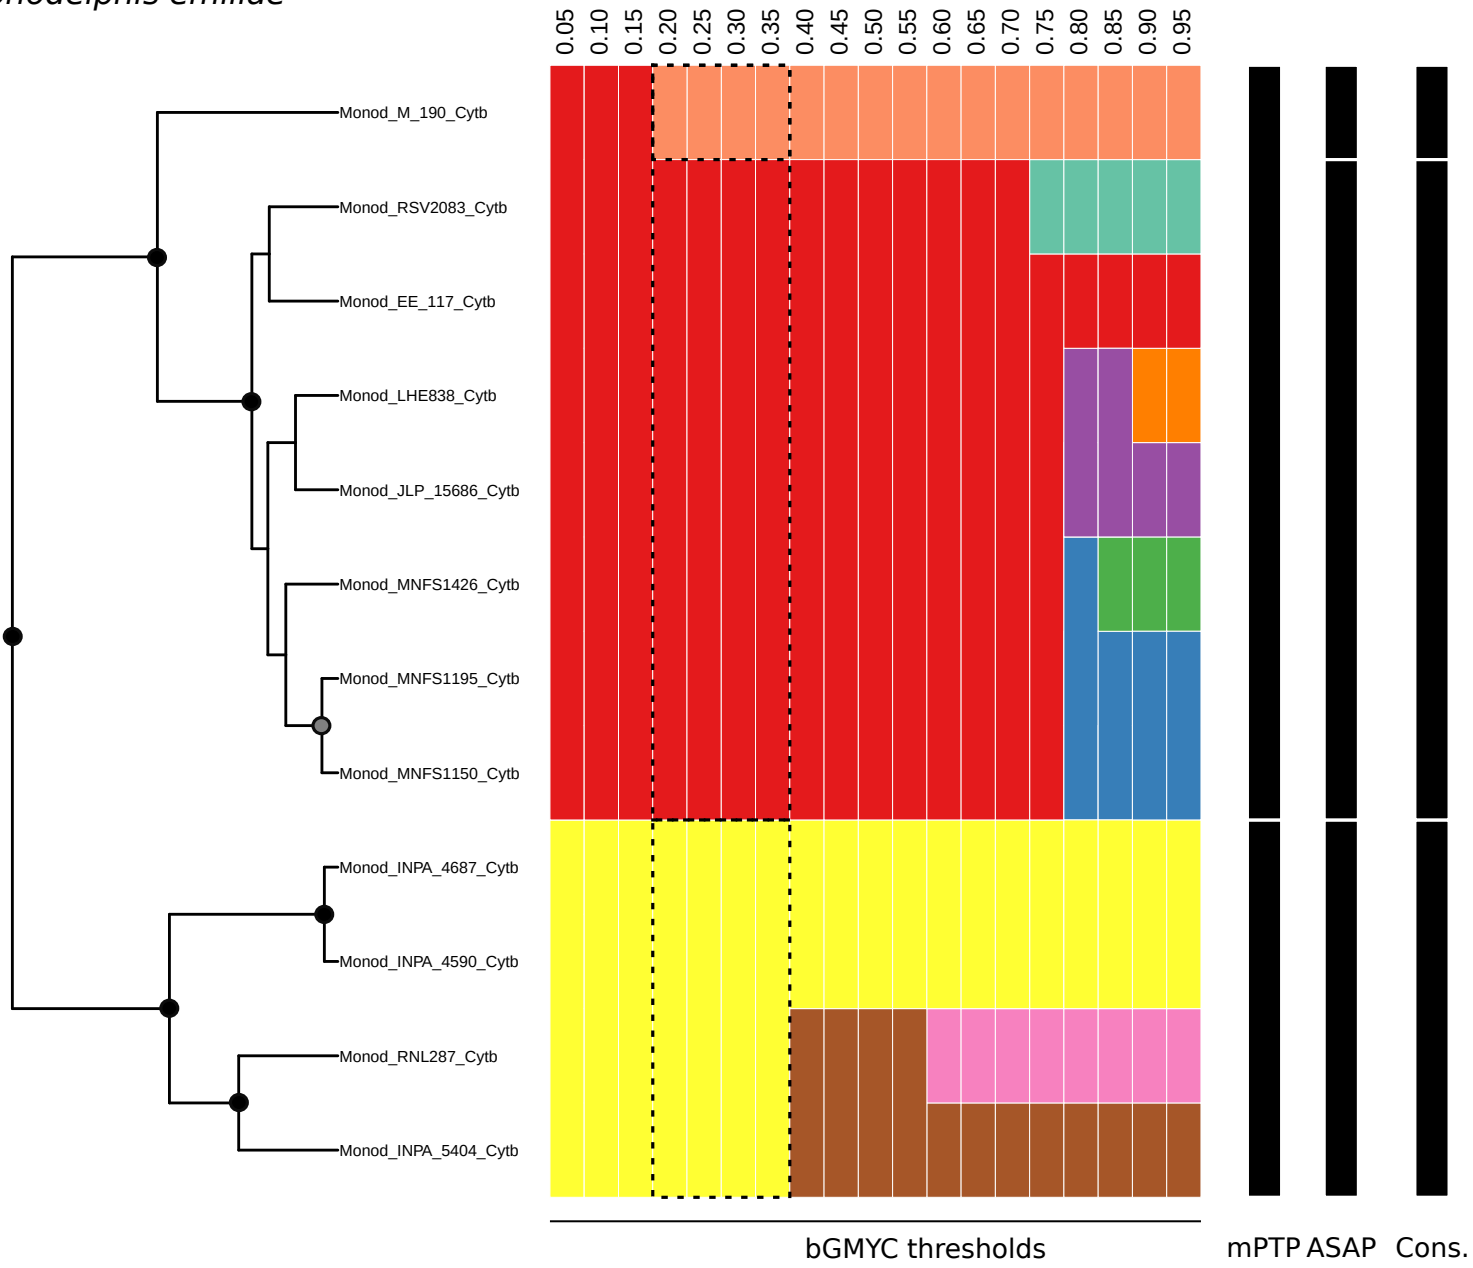 emiliae
0.05 0.10 0.15 0.20 0.25 0.30 0.35 0.40 0.45 0.50 0.55 0.60 0.65 0.70 0.75 0.80 0.85 0.90 0.95
Monod_M_190_Cytb
Monod_RSV2083_Cytb
Monod_EE_117_Cytb
Monod_LHE838_Cytb
Monod_JLP_15686_Cytb
Monod_MNFS1426_Cytb
Monod_MNFS1195_Cytb
Monod_MNFS1150_Cytb
Monod_INPA_4687_Cytb
Monod_INPA_4590_Cytb
Monod_RNL287_Cytb
Monod_INPA_5404_Cytb
bGMYC thresholds mPTP ASAP Cons.